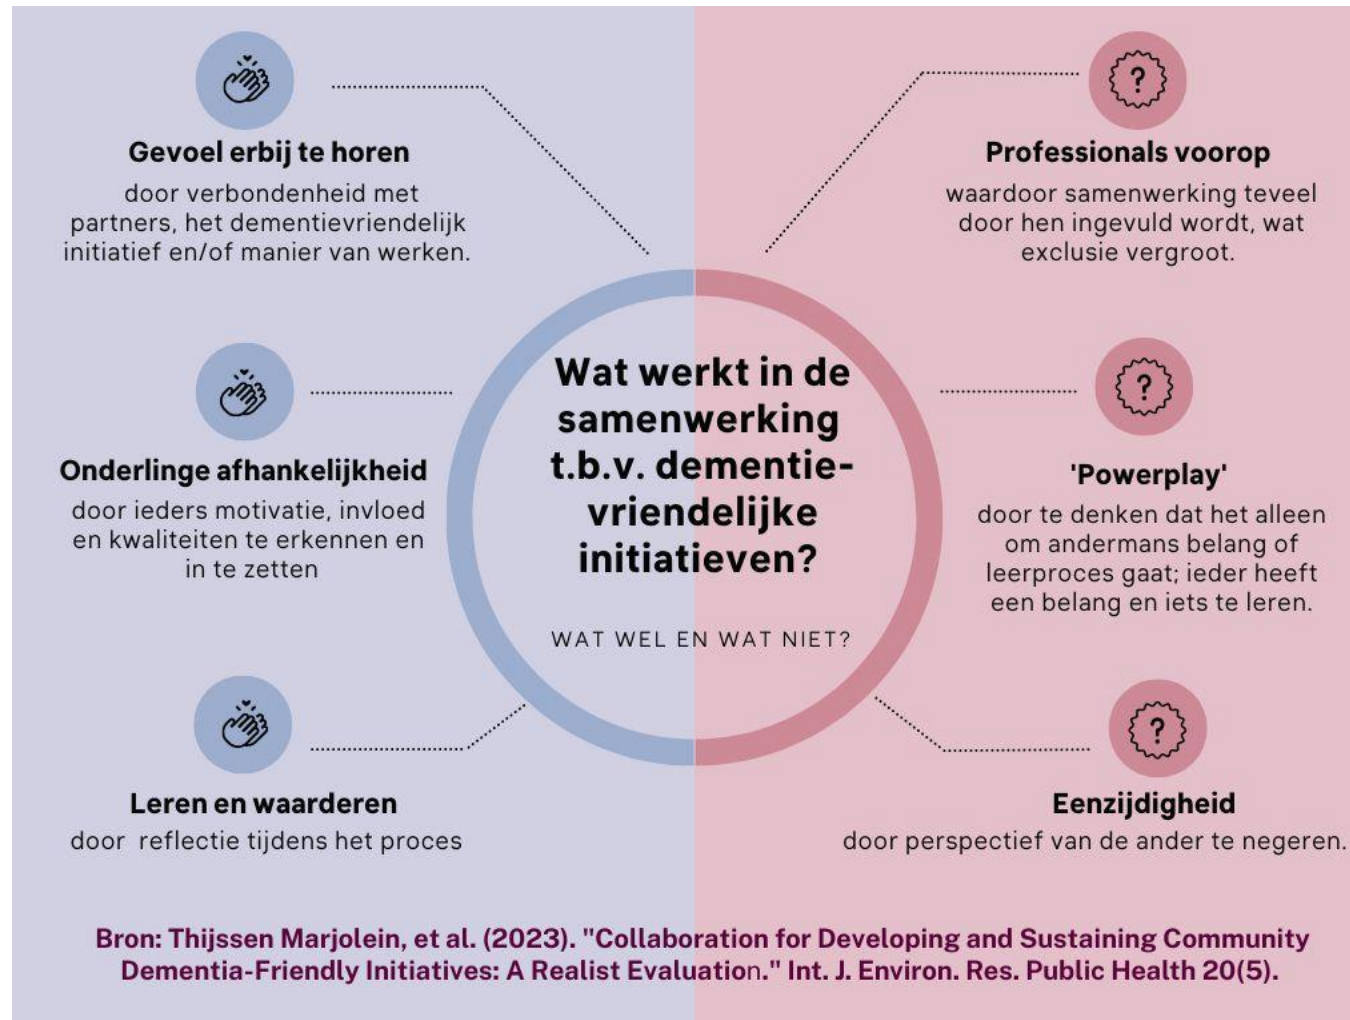 Gevoel erbij te horen
door verbondenheid met
partners, het dementievriendelijk
initiatief en/of manier van werken.
Onderlinge afhankelijkheid
door ieders motivatie, invloed
en kwaliteiten te erkennen en
in te zetten
Leren en waarderen
door reflectie tijdens het proces
Wat werkt in de
samenwerking
t.b.v. dementie-
vriendelijke
initiatieven?
WAT WEL EN WAT NIET?
?
Professionals voorop
waardoor samenwerking teveel
door hen ingevuld wordt, wat
exclusie vergroot.
?
'Powerplay'
door te denken dat het alleen
om andermans belang of
leerproces gaat; ieder heeft
een belang en iets te leren.
?
Eenzijdigheid
door perspectief van de ander te negeren.
Bron: Thijssen Marjolein, et al. (2023). "Collaboration for Developing and Sustaining Community
Dementia-Friendly Initiatives: A Realist Evaluation." Int. J. Environ. Res. Public Health 20(5).